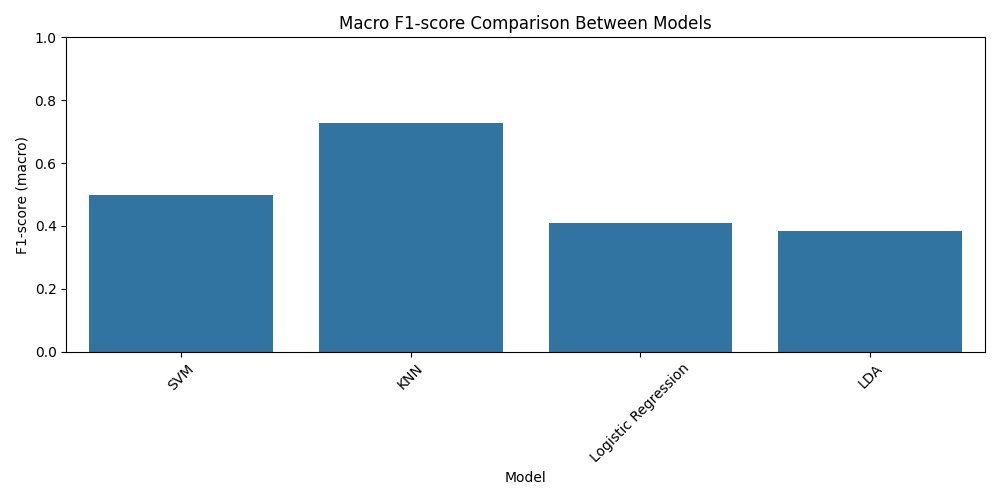 Macro F1-score Comparison Between Models
F1-score (macro)
1.0
0.8
0.6
0.4
0.2
0.0
SVM
KNN
Logistic Regression
LDA
Model